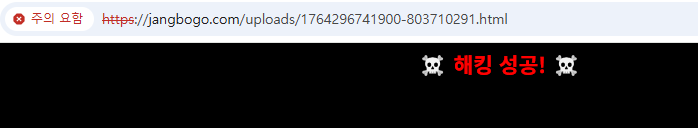 주의 요함 https://jangbogo.com/uploads/1764296741900-803710291.html
☠ 해킹 성공! ☠